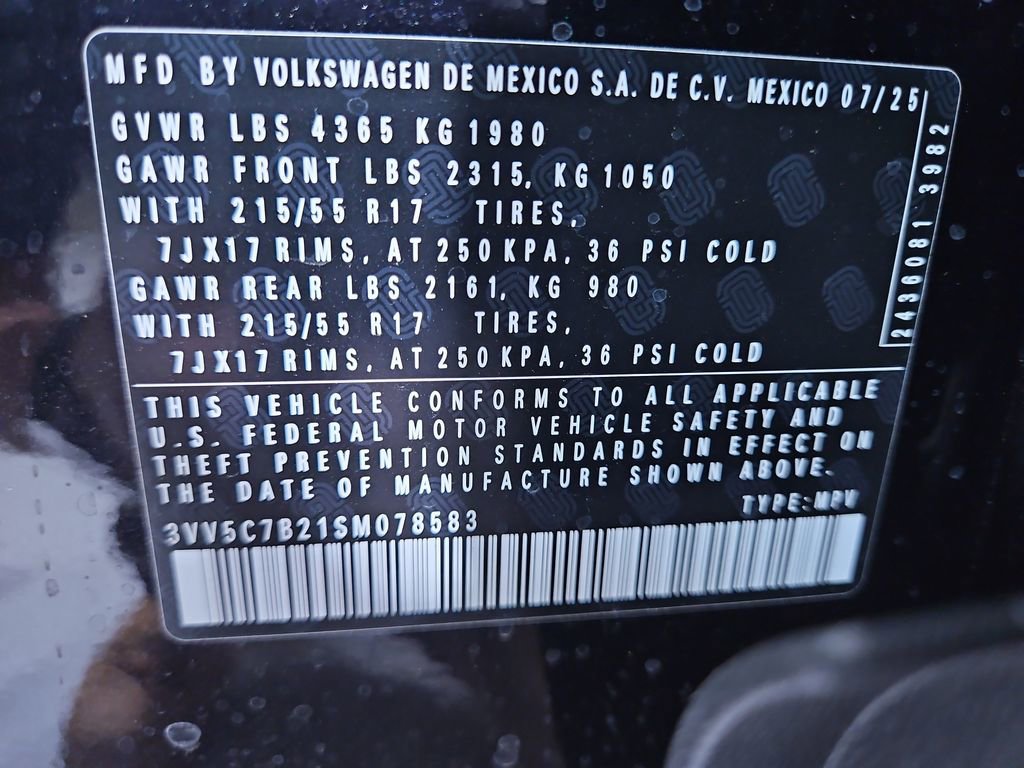 MFD BY VOLKSWAGEN DE MEXICO S.A. DE C.V. MEXICO 07/25
GVWR LBS 4365 KG 1980
GAWR FRONT LBS 2315, KG 1050
WITH 215/55 R17 TIRES,
7JX17 RIMS, AT 250 KPA, 36 PSI COLD
GAWR REAR LBS 2161, KG 980
WITH 215/55 R17 TIRES,
7JX17 RIMS, AT 250 KPA, 36 PSI COLD
2436081 3982
THIS VEHICLE CONFORMS TO ALL APPLICABLE
U.S. FEDERAL MOTOR VEHICLE SAFETY AND
THEFT PREVENTION STANDARDS IN EFFECT ON
THE DATE OF MANUFACTURE SHOWN ABOVE.
TYPE:MPV
3VV5C7B21SM078583